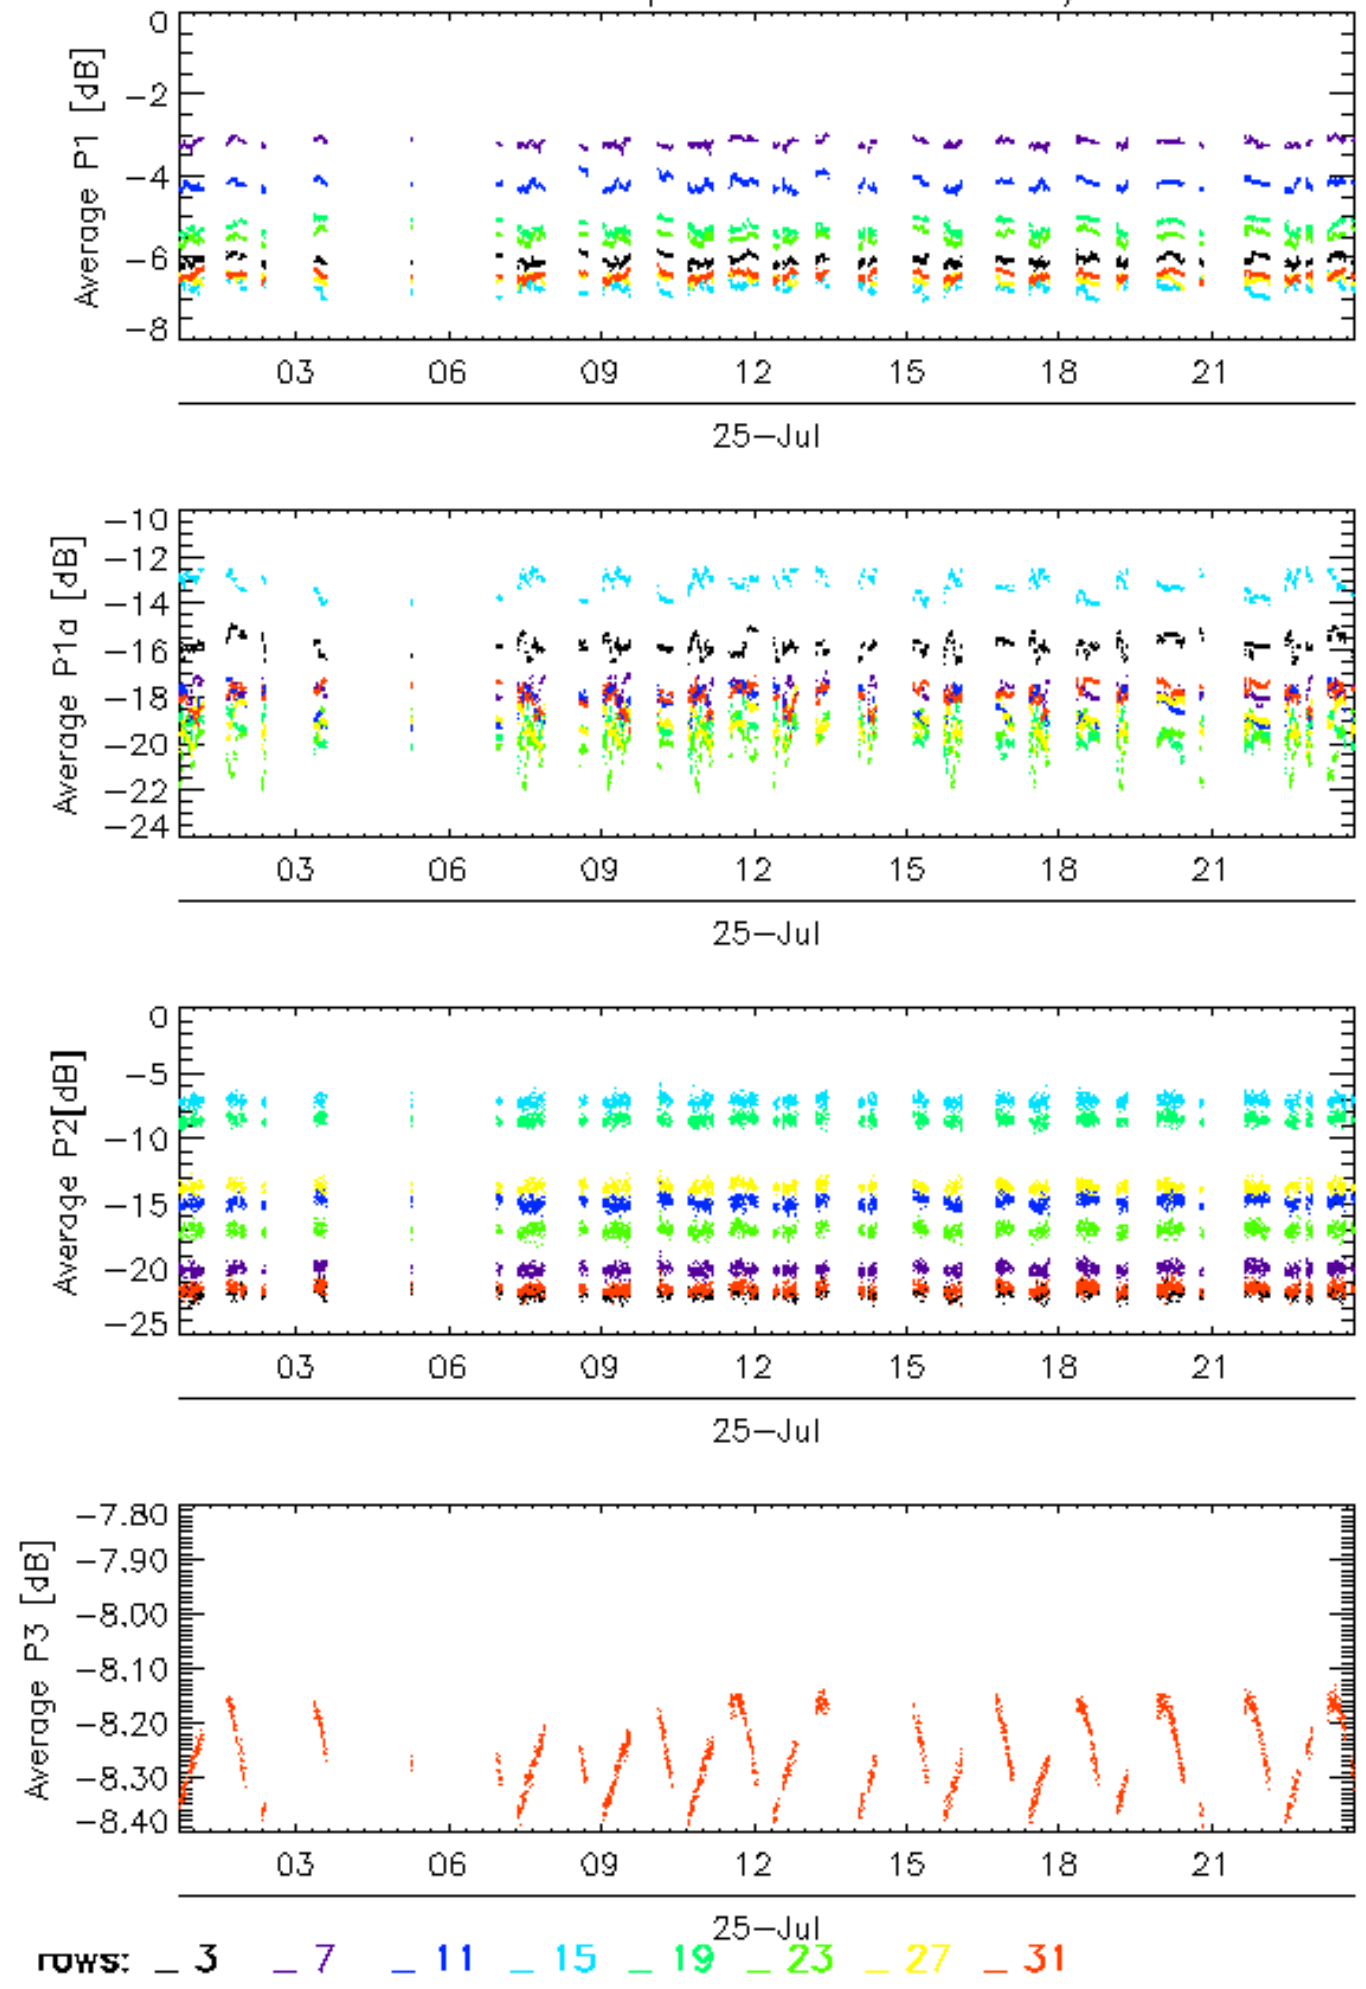 0
-2
-4
-6
-8
Average P1 [dB]
03 06 09 12 15 18 21
25-Jul
-10
-12
-14
-16
-18
-20
-22
-24
Average P1a [dB]
03 06 09 12 15 18 21
25-Jul
0
-5
-10
-15
-20
-25
Average P2[dB]
03 06 09 12 15 18 21
25-Jul
-7.80
-7.90
-8.00
-8.10
-8.20
-8.30
-8.40
Average P3 [dB]
03 06 09 12 15 18 21
25-Jul
rows: _ 3 _ 7 _ 11 _ 15 _ 19 _ 23 _ 27 _ 31